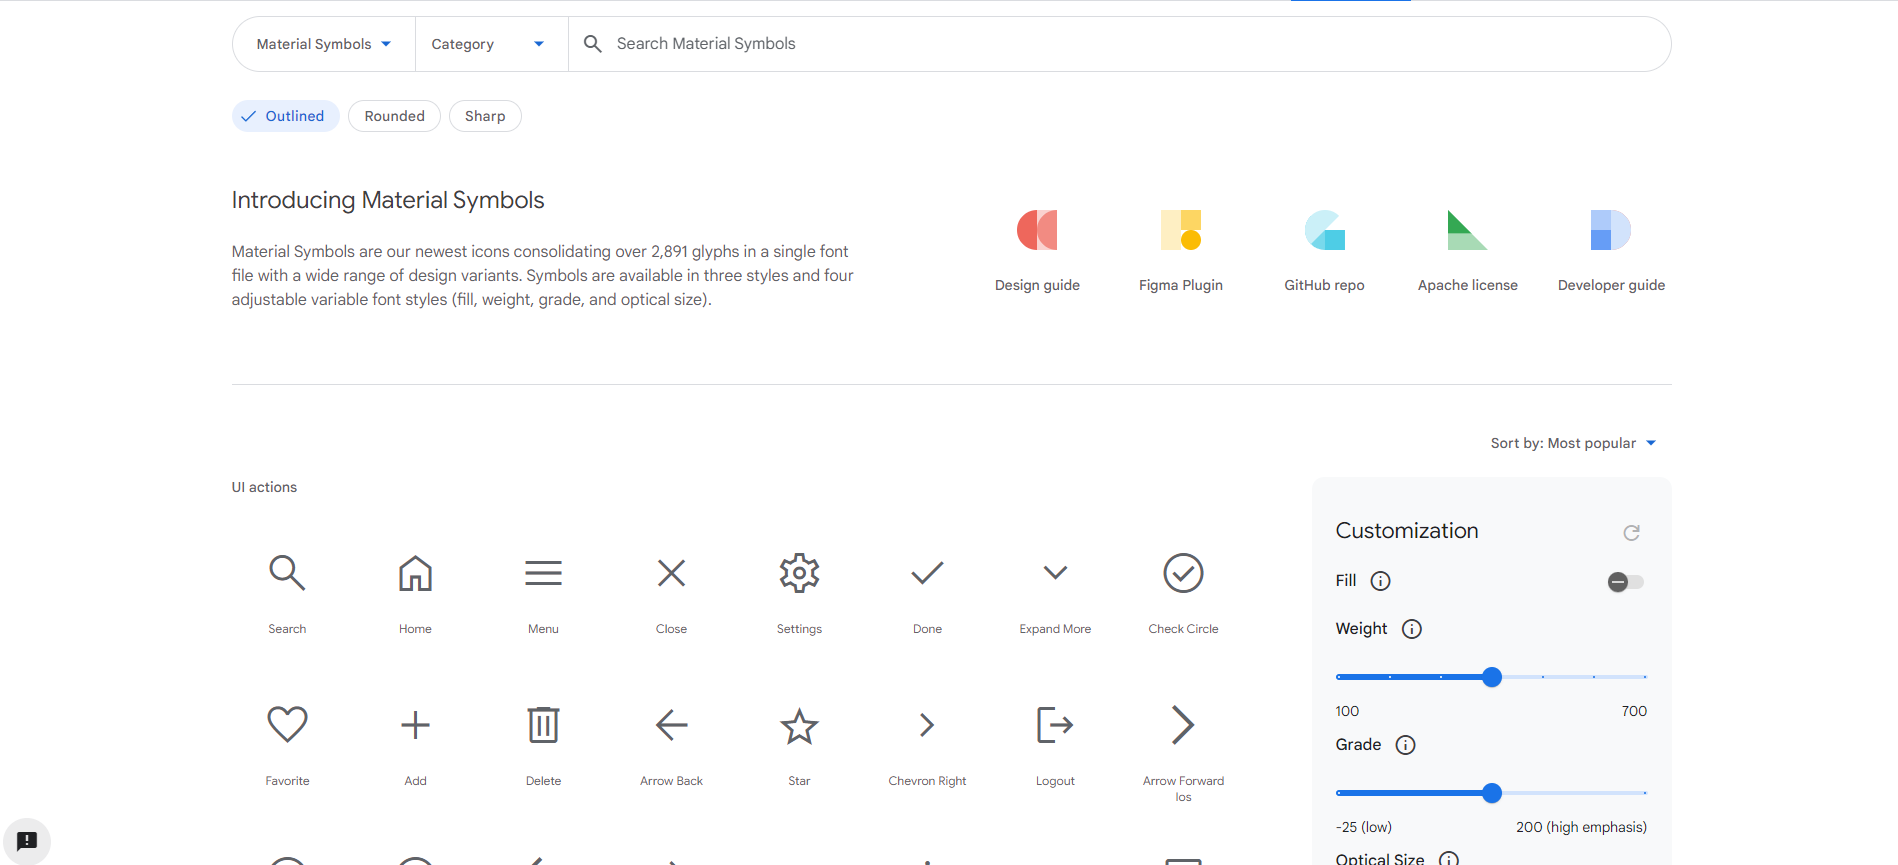 Material Symbols
Category
Search Material Symbols
Outlined
Rounded
Sharp
Introducing Material Symbols
Material Symbols are our newest icons consolidating over 2,891 glyphs in a single font
file with a wide range of design variants. Symbols are available in three styles and four
adjustable variable font styles (fill, weight, grade, and optical size).
Design guide
Figma Plugin
GitHub repo
Apache license
Developer guide
Sort by: Most popular
UI actions
Search
Home
Menu
Close
Settings
Done
Expand More
Check Circle
Favorite
Add
Delete
Arrow Back
Star
Chevron Right
Logout
Arrow Forward
Ios
Customization
Fill
Weight
100
700
Grade
-25 (low)
200 (high emphasis)
Optical Size